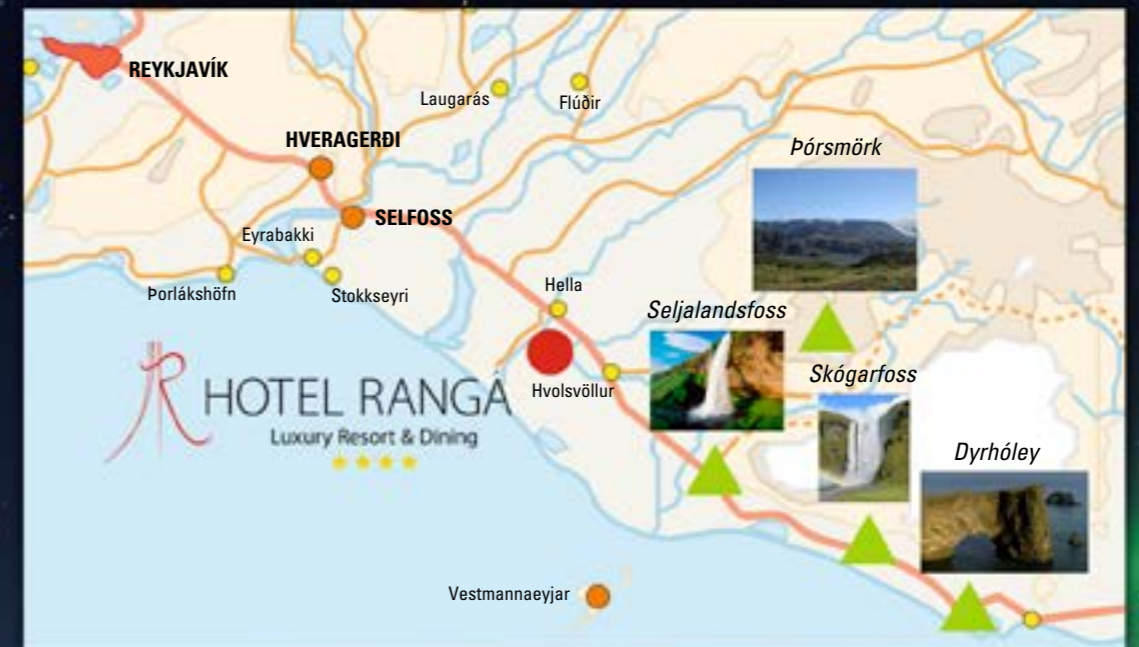 REYKJAVÍK
Laugarás
Flúðir
HVERAGERÐI
Þórsmörk
SELFOSS
Eyrabakki
Þorlákshöfn
Stokkseyri
Hella
Seljalandsfoss
Skógarfoss
Hvolsvöllur
HOTEL RANGÁ
Luxury Resort & Dining
Dyrhóley
Vestmannaeyjar